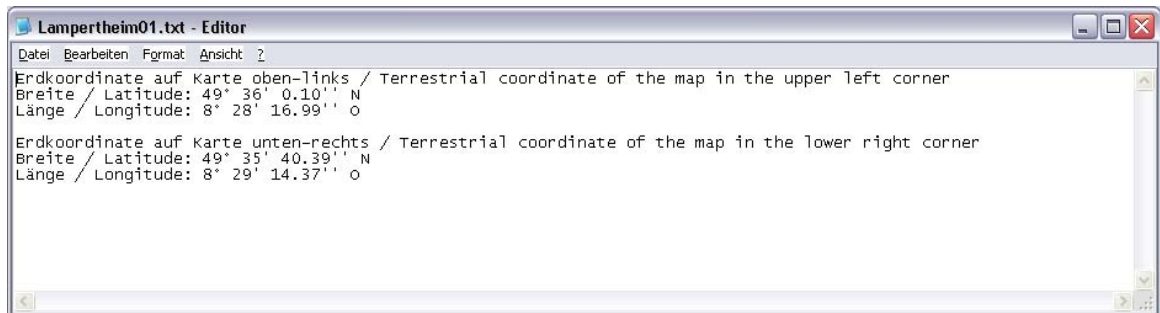 Lampertheim01.txt - Editor
Datei Bearbeiten Format Ansicht ?
Erdkoordinate auf Karte oben-links / Terrestrial coordinate of the map in the upper left corner
Breite / Latitude: 49° 36' 0.10'' N
Länge / Longitude: 8° 28' 16.99'' O
Erdkoordinate auf Karte unten-rechts / Terrestrial coordinate of the map in the lower right corner
Breite / Latitude: 49° 35' 40.39'' N
Länge / Longitude: 8° 29' 14.37'' O